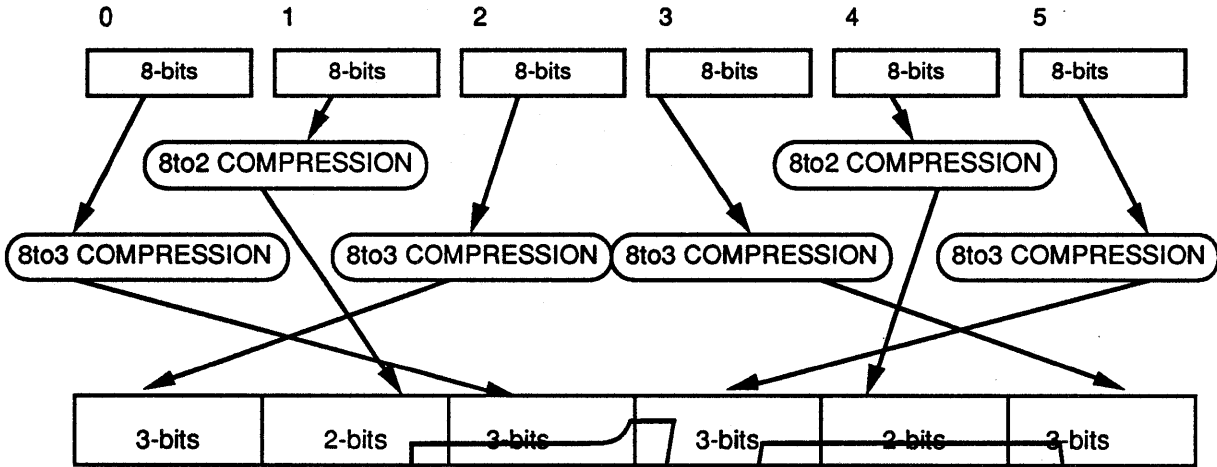 0 1 2 3 4 5
8-bits 8-bits 8-bits 8-bits 8-bits 8-bits
8to2 COMPRESSION 8to2 COMPRESSION
8to3 COMPRESSION 8to3 COMPRESSION 8to3 COMPRESSION 8to3 COMPRESSION
3-bits 2-bits 3-bits 3-bits 2-bits 3-bits